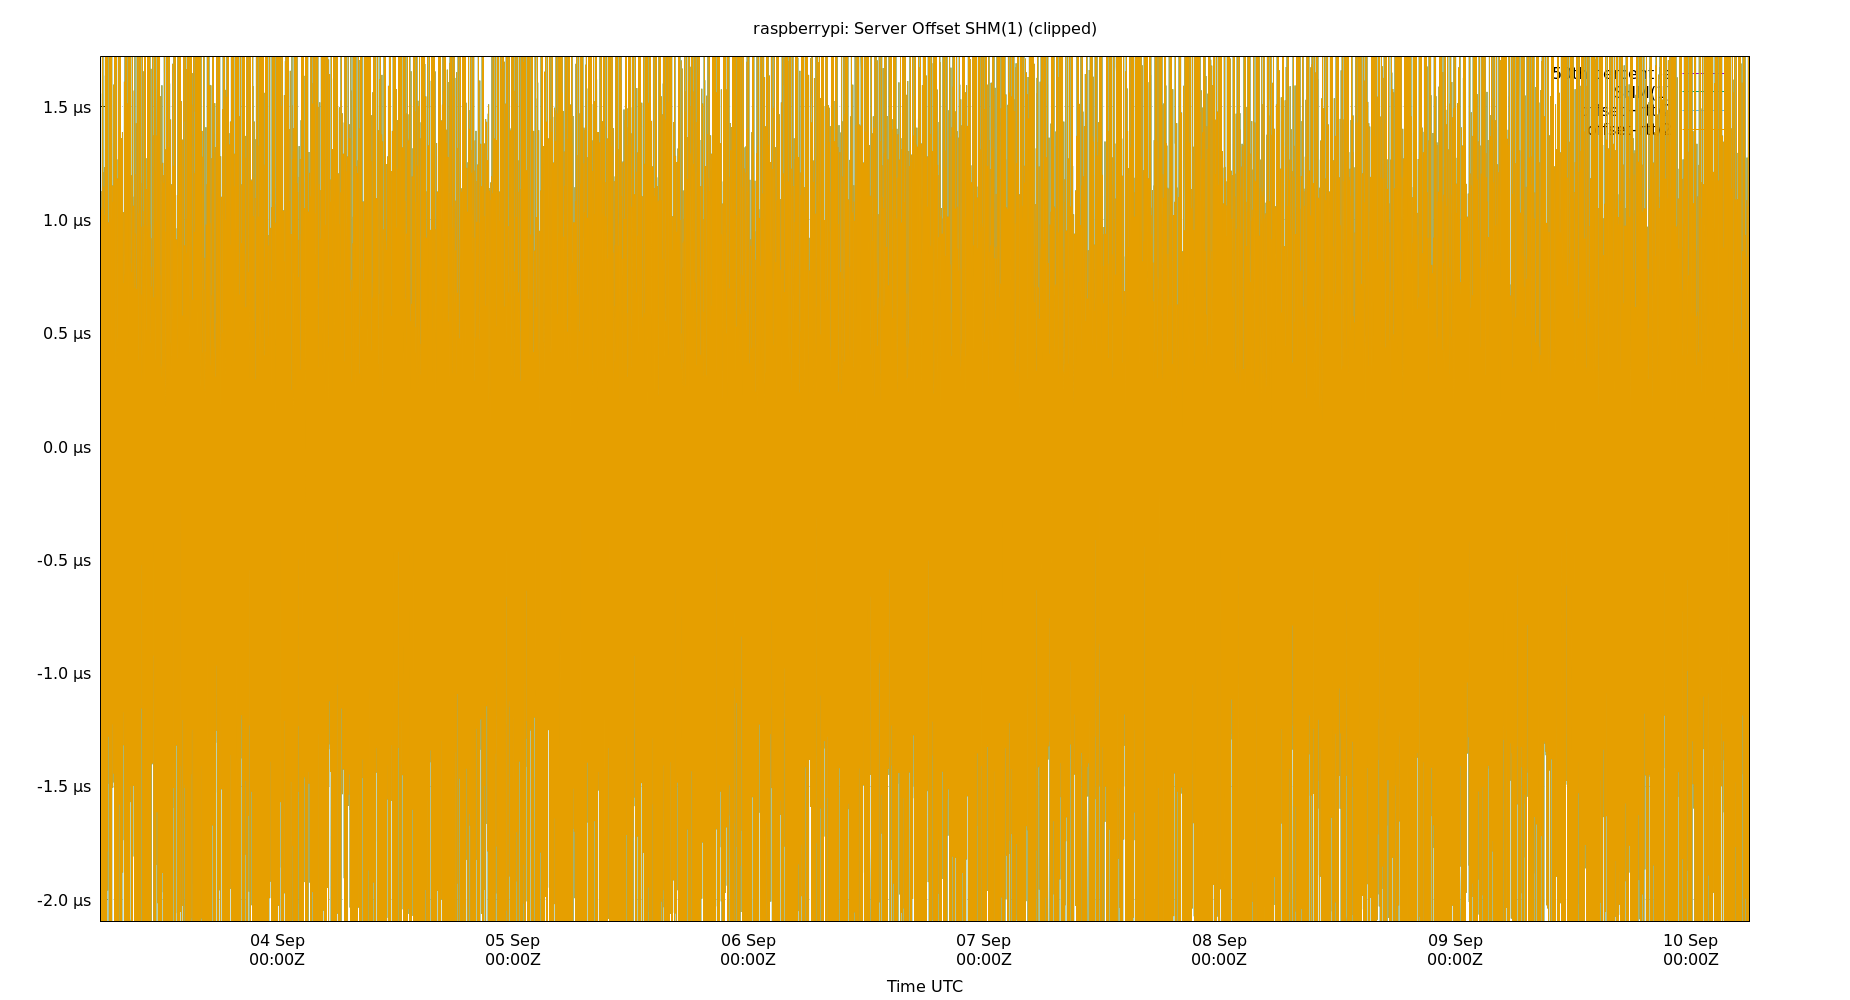 raspberrypi: Server Offset SHM(1) (clipped)
1.5 µs
1.0 µs
0.5 µs
0.0 µs
-0.5 µs
-1.0 µs
-1.5 µs
-2.0 µs
04 Sep 05 Sep 06 Sep 07 Sep 08 Sep 09 Sep 10 Sep
00:00Z 00:00Z 00:00Z 00:00Z 00:00Z 00:00Z 00:00Z
Time UTC